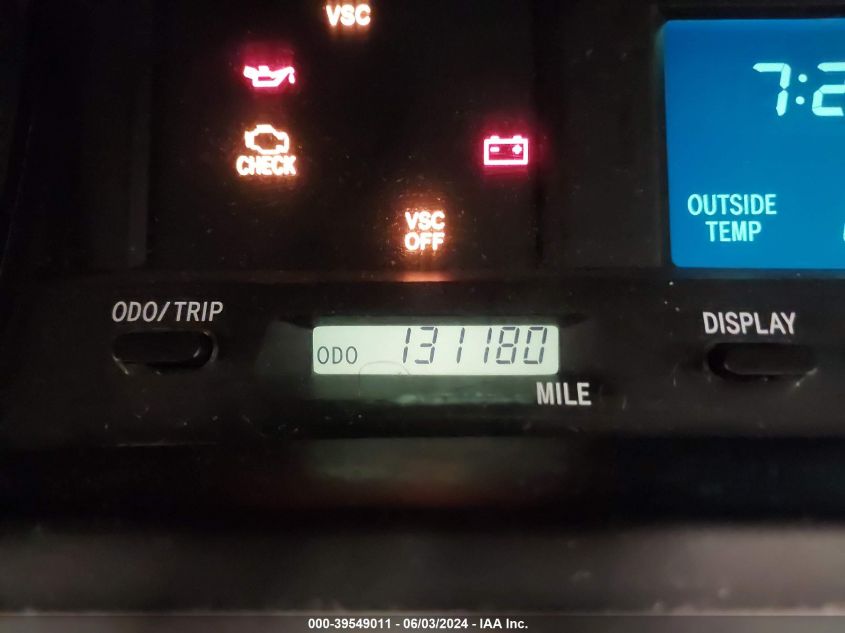 VSC
CHECK
VSC
OFF
7:2
OUTSIDE
TEMP
ODO/TRIP
DISPLAY
ODO 131180
MILE
000-39549011 - 06/03/2024 - IAA Inc.